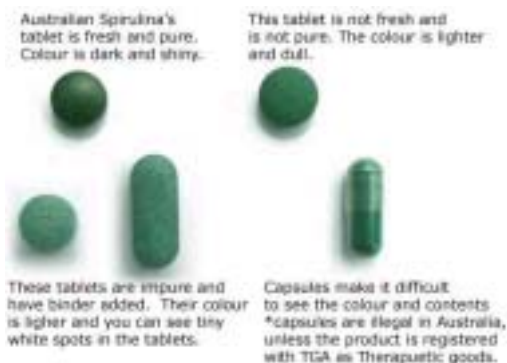 Australian Spirulina's
tablet is fresh and pure.
Colour is dark and shiny.
This tablet is not fresh and
is not pure. The colour is lighter
and dull.
These tablets are impure and
have binder added. Their colour
is ligher and you can see tiny
white spots in the tablets.
Capsules make it difficult
to see the colour and contents
*capsules are illegal in Australia,
unless the product is registered
with TGA as Therapuetic goods.